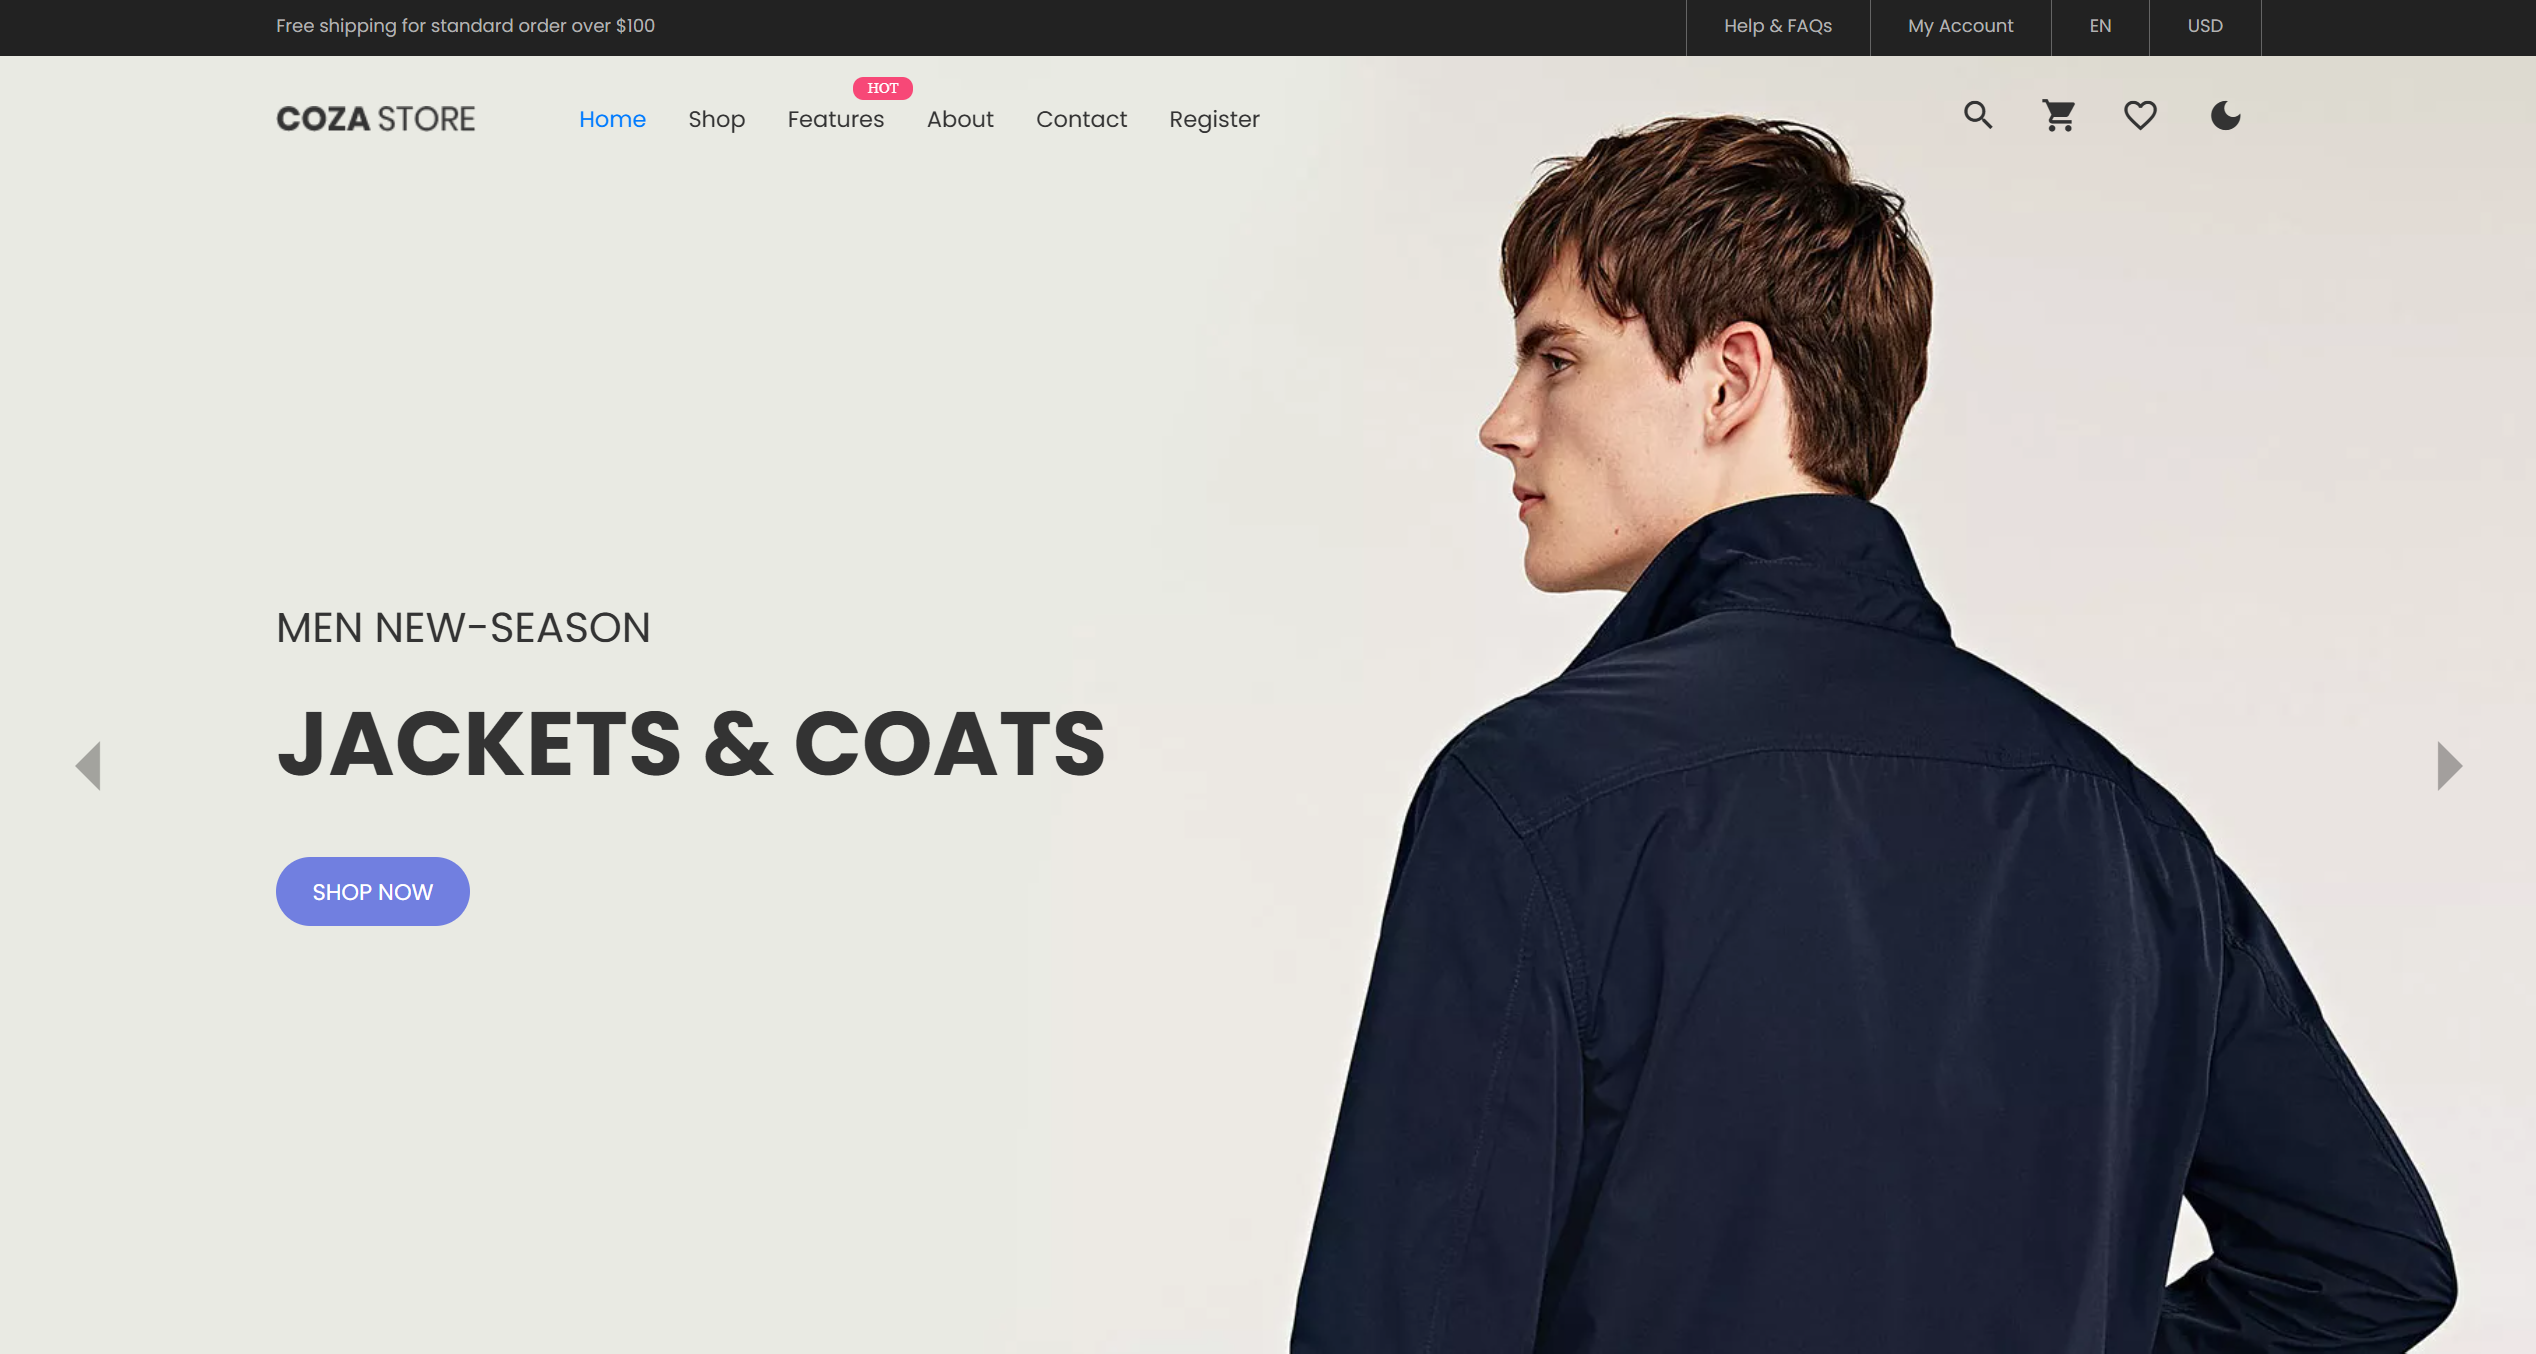 Free shipping for standard order over $100
Help & FAQs
My Account
EN
USD
COZA STORE
Home
Shop
Features
HOT
About
Contact
Register
MEN NEW-SEASON
JACKETS & COATS
SHOP NOW